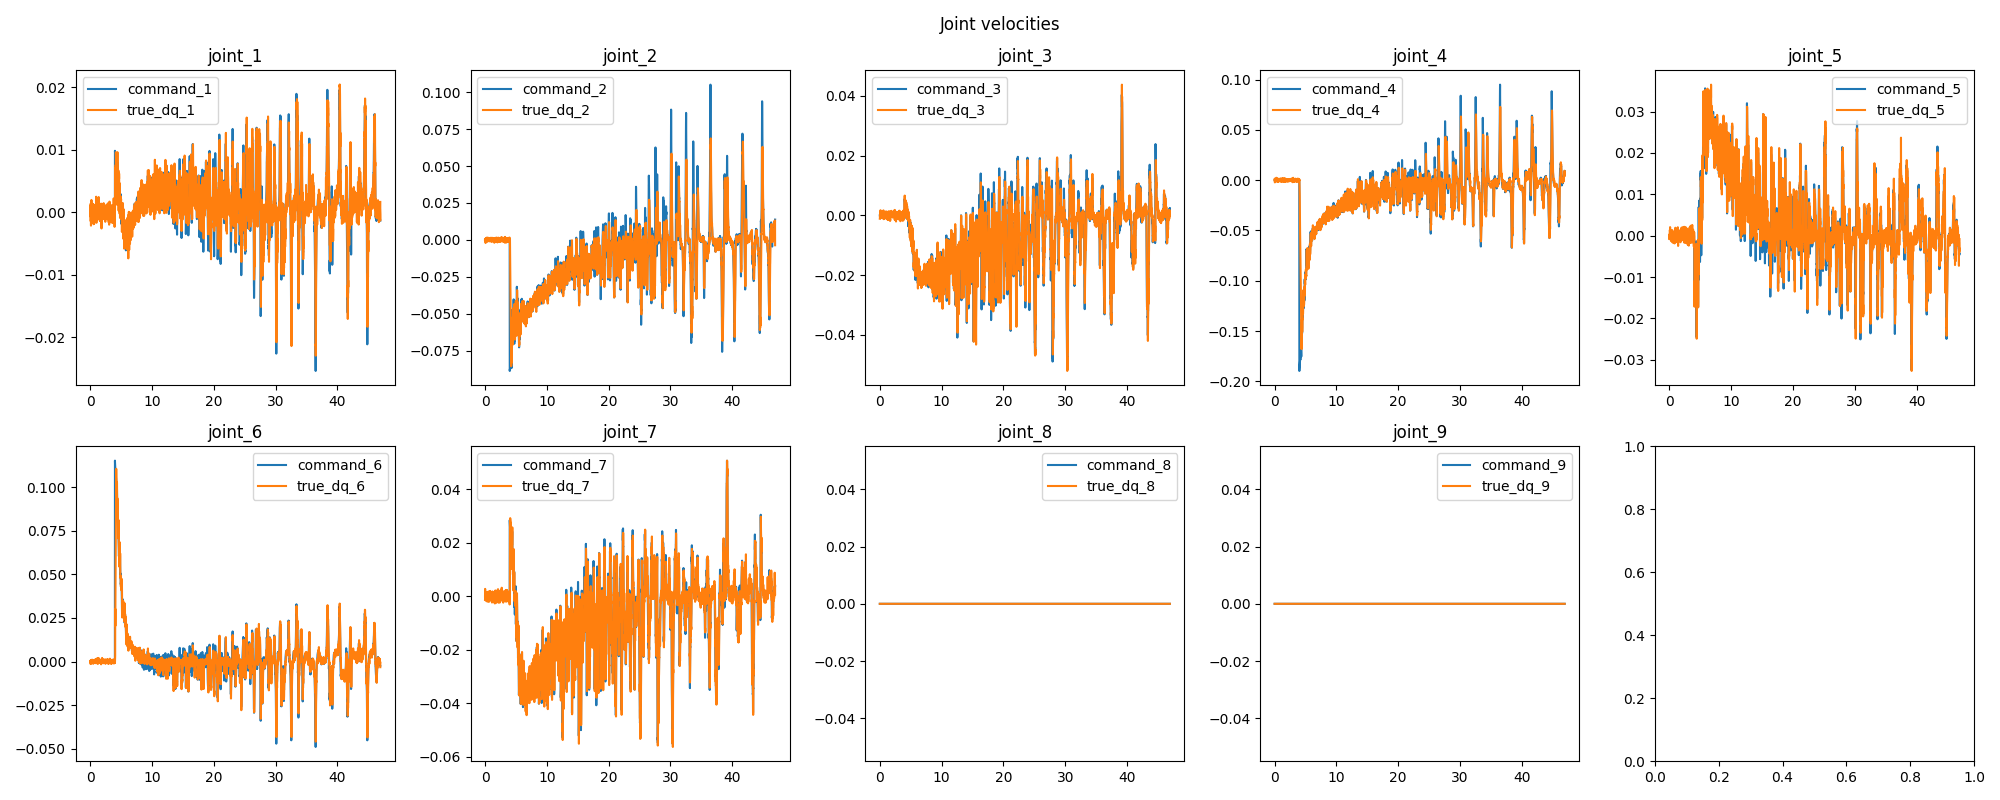 Joint velocities
joint_1
joint_2
joint_3
joint_4
joint_5
command_1
true_dq_1
command_2
true_dq_2
command_3
true_dq_3
command_4
true_dq_4
command_5
true_dq_5
0.02
0.01
0.00
−0.01
−0.02
0 10 20 30 40
0.100
0.075
0.050
0.025
0.000
−0.025
−0.050
−0.075
0 10 20 30 40
0.04
0.02
0.00
−0.02
−0.04
0 10 20 30 40
0.10
0.05
0.00
−0.05
−0.10
−0.15
−0.20
0 10 20 30 40
0.03
0.02
0.01
0.00
−0.01
−0.02
−0.03
0 10 20 30 40
joint_6
joint_7
joint_8
joint_9
command_6
true_dq_6
command_7
true_dq_7
command_8
true_dq_8
command_9
true_dq_9
0.100
0.075
0.050
0.025
0.000
−0.025
−0.050
0 10 20 30 40
0.04
0.02
0.00
−0.02
−0.04
−0.06
0 10 20 30 40
0.04
0.02
0.00
−0.02
−0.04
0 10 20 30 40
0.04
0.02
0.00
−0.02
−0.04
0 10 20 30 40
1.0
0.8
0.6
0.4
0.2
0.0
0.0 0.2 0.4 0.6 0.8 1.0